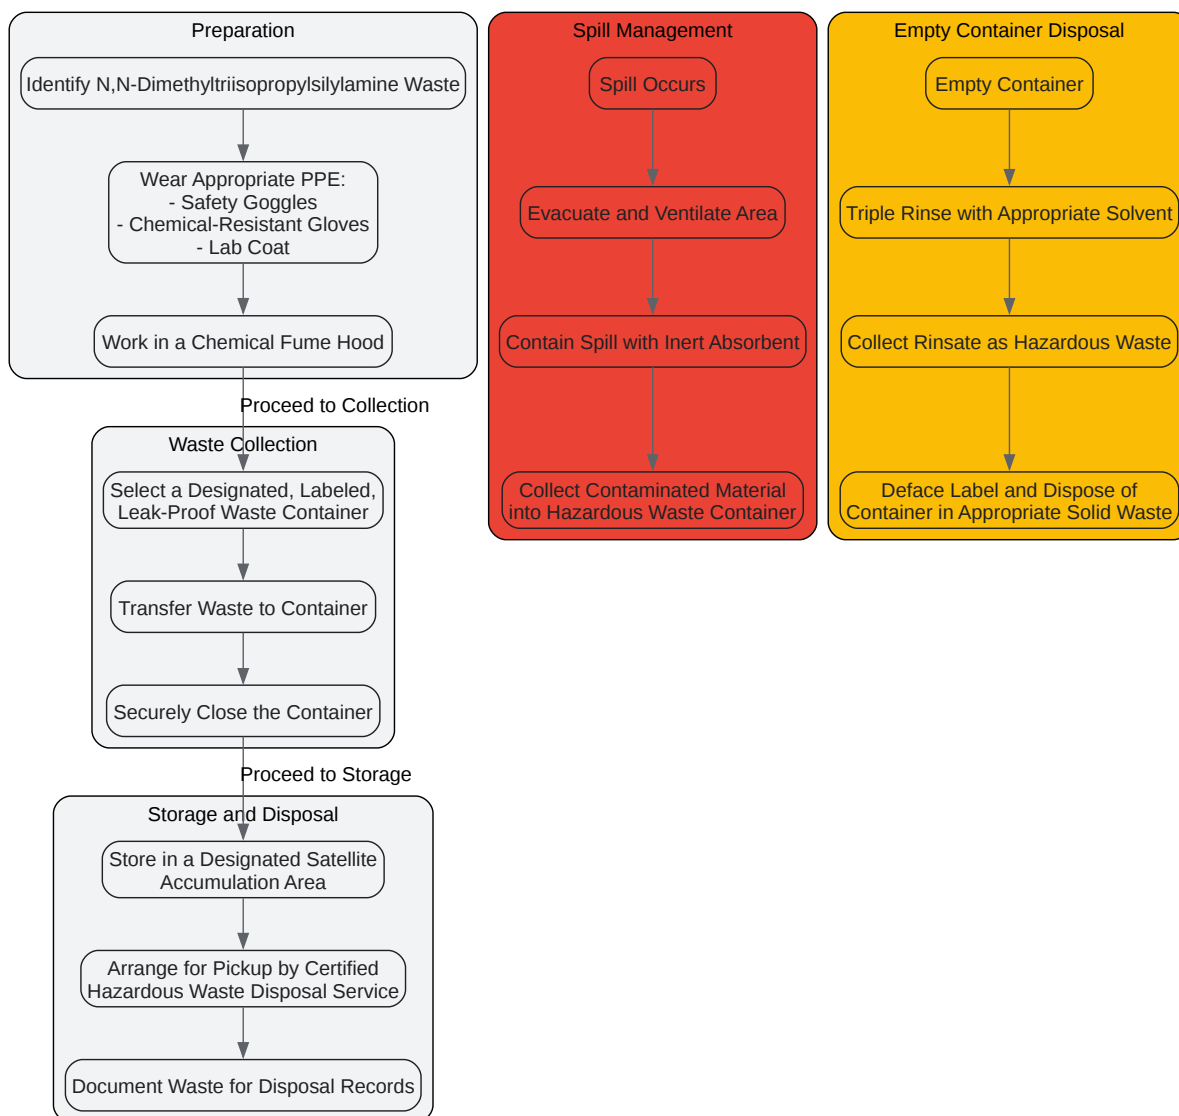 Preparation
Identify N,N-Dimethyltriisopropylsilylamine Waste
Wear Appropriate PPE:
- Safety Goggles
- Chemical-Resistant Gloves
- Lab Coat
Work in a Chemical Fume Hood
Proceed to Collection
Waste Collection
Select a Designated, Labeled,
Leak-Proof Waste Container
Transfer Waste to Container
Securely Close the Container
Proceed to Storage
Storage and Disposal
Store in a Designated Satellite
Accumulation Area
Arrange for Pickup by Certified
Hazardous Waste Disposal Service
Document Waste for Disposal Records
Spill Management
Spill Occurs
Evacuate and Ventilate Area
Contain Spill with Inert Absorbent
Collect Contaminated Material
into Hazardous Waste Container
Empty Container Disposal
Empty Container
Triple Rinse with Appropriate Solvent
Collect Rinsate as Hazardous Waste
Deface Label and Dispose of
Container in Appropriate Solid Waste